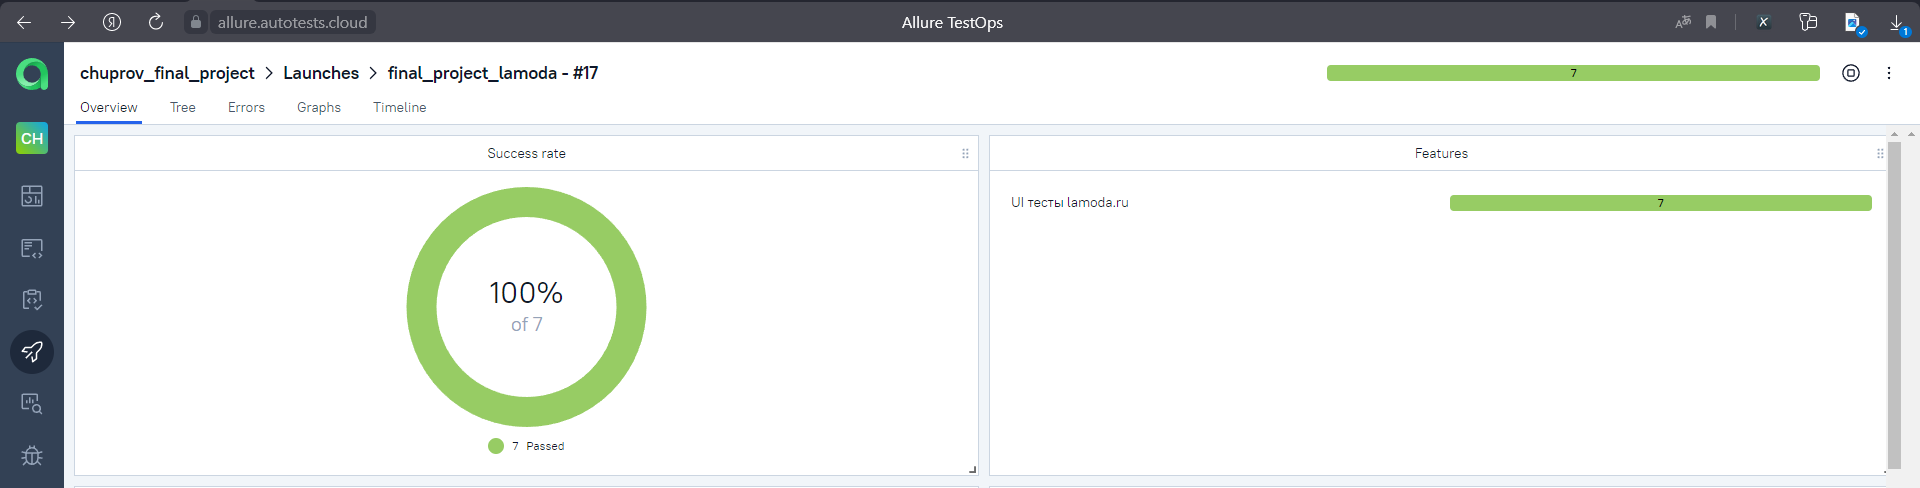 allure.autotests.cloud
Allure TestOps
1
chuprov_final_project > Launches > final_project_lamoda - #17
7
Overview Tree Errors Graphs Timeline
CH
Success rate
100%
of 7
7 Passed
Features
UI тесты lamoda.ru
7